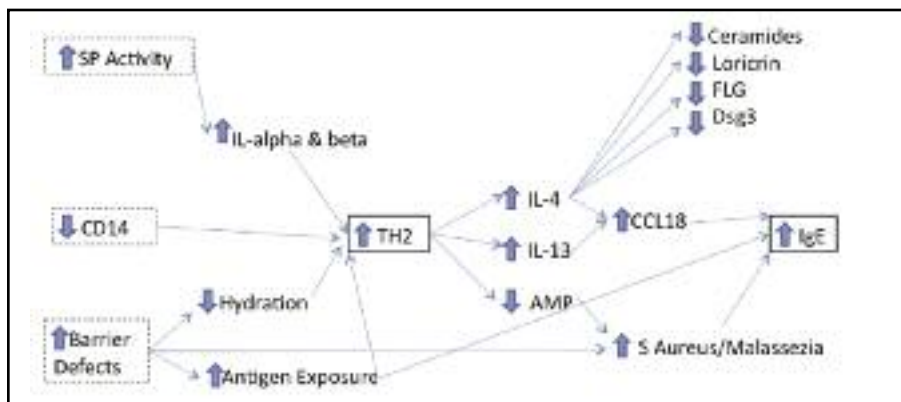 SP Activity
IL-alpha & beta
CD14
Hydration
Barrier
Defects
Antigen Exposure
TH2
IL-4
IL-13
AMP
Ceramides
Loricrin
FLG
Dsg3
CCL18
S Aureus/Malassezia
IgE